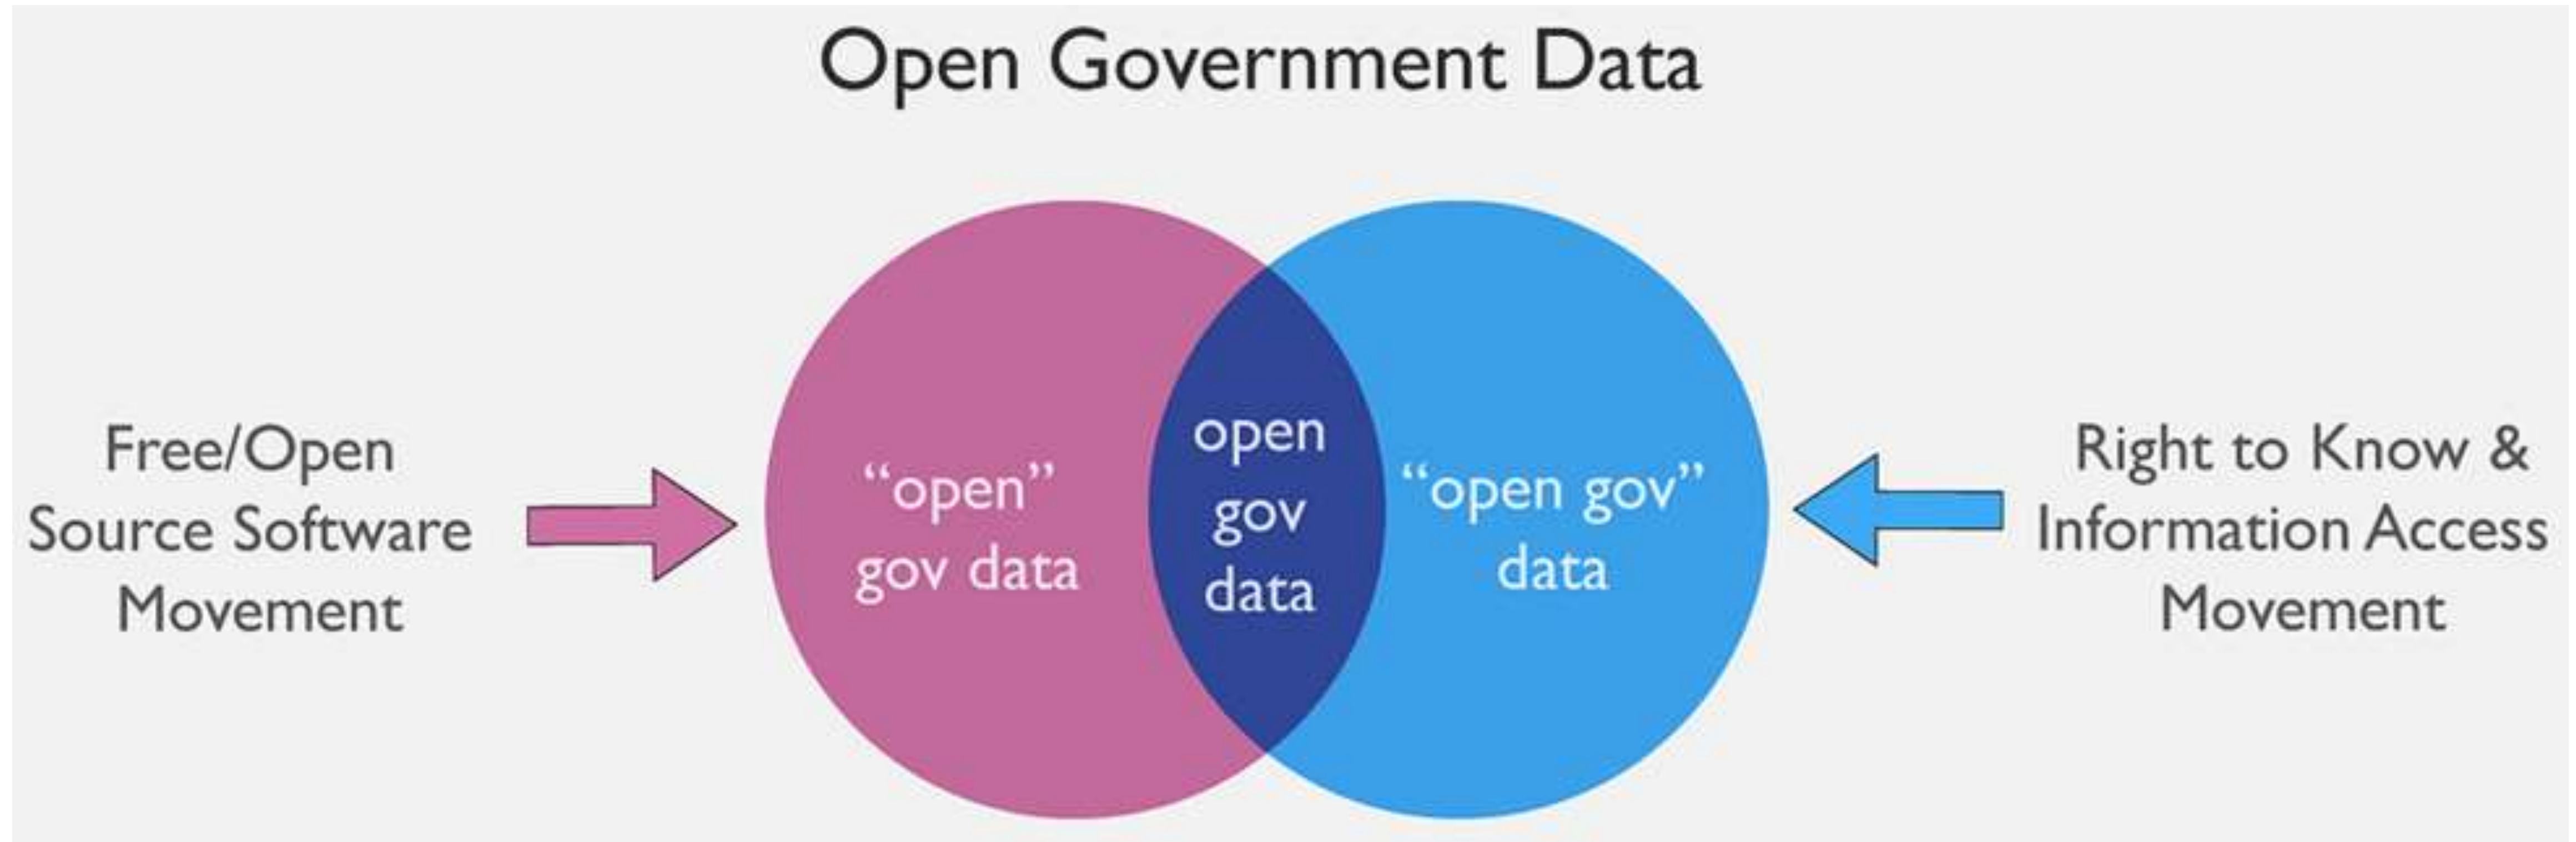 Open Government Data
Free/Open
Source Software
Movement
“open”
gov data
open
gov
data
“open gov”
data
Right to Know &
Information Access
Movement